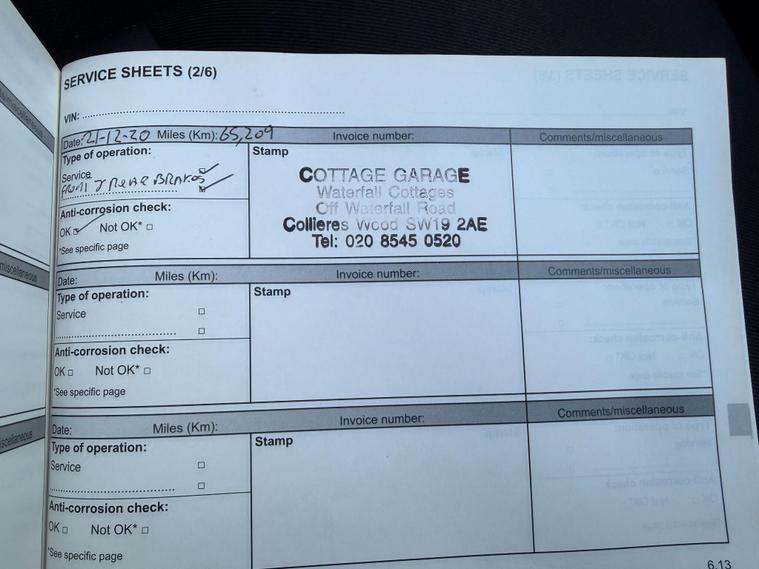 SERVICE SHEETS (2/6)
VIN: ........................................................................
Date: 21-12-20 Miles (Km): 65,209 Invoice number: Comments/miscellaneous
Type of operation:
Service
FRONT & REAR BRAKES
Anti-corrosion check:
OK Not OK*
*See specific page
Stamp
COTTAGE GARAGE
Waterfall Cottages
Off Waterfall Road
Collieres Wood SW19 2AE
Tel: 020 8545 0520
Date: Miles (Km): Invoice number: Comments/miscellaneous
Type of operation:
Service
Anti-corrosion check:
OK Not OK*
*See specific page
Stamp
Date: Miles (Km): Invoice number: Comments/miscellaneous
Type of operation:
Service
Anti-corrosion check:
OK Not OK*
*See specific page
Stamp
6.13